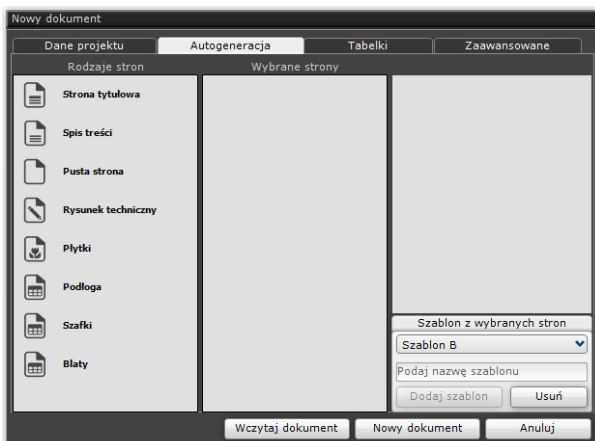 Nowy dokument
Dane projektu Autogeneracja Tabelki Zaawansowane
Rodzaje stron Wybrane strony
Strona tytułowa
Spis treści
Pusta strona
Rysunek techniczny
Płytki
Podłoga
Szafki
Blaty
Szablon z wybranych stron
Szablon B
Podaj nazwę szablonu
Dodaj szablon Usuń
Wczytaj dokument Nowy dokument Anuluj